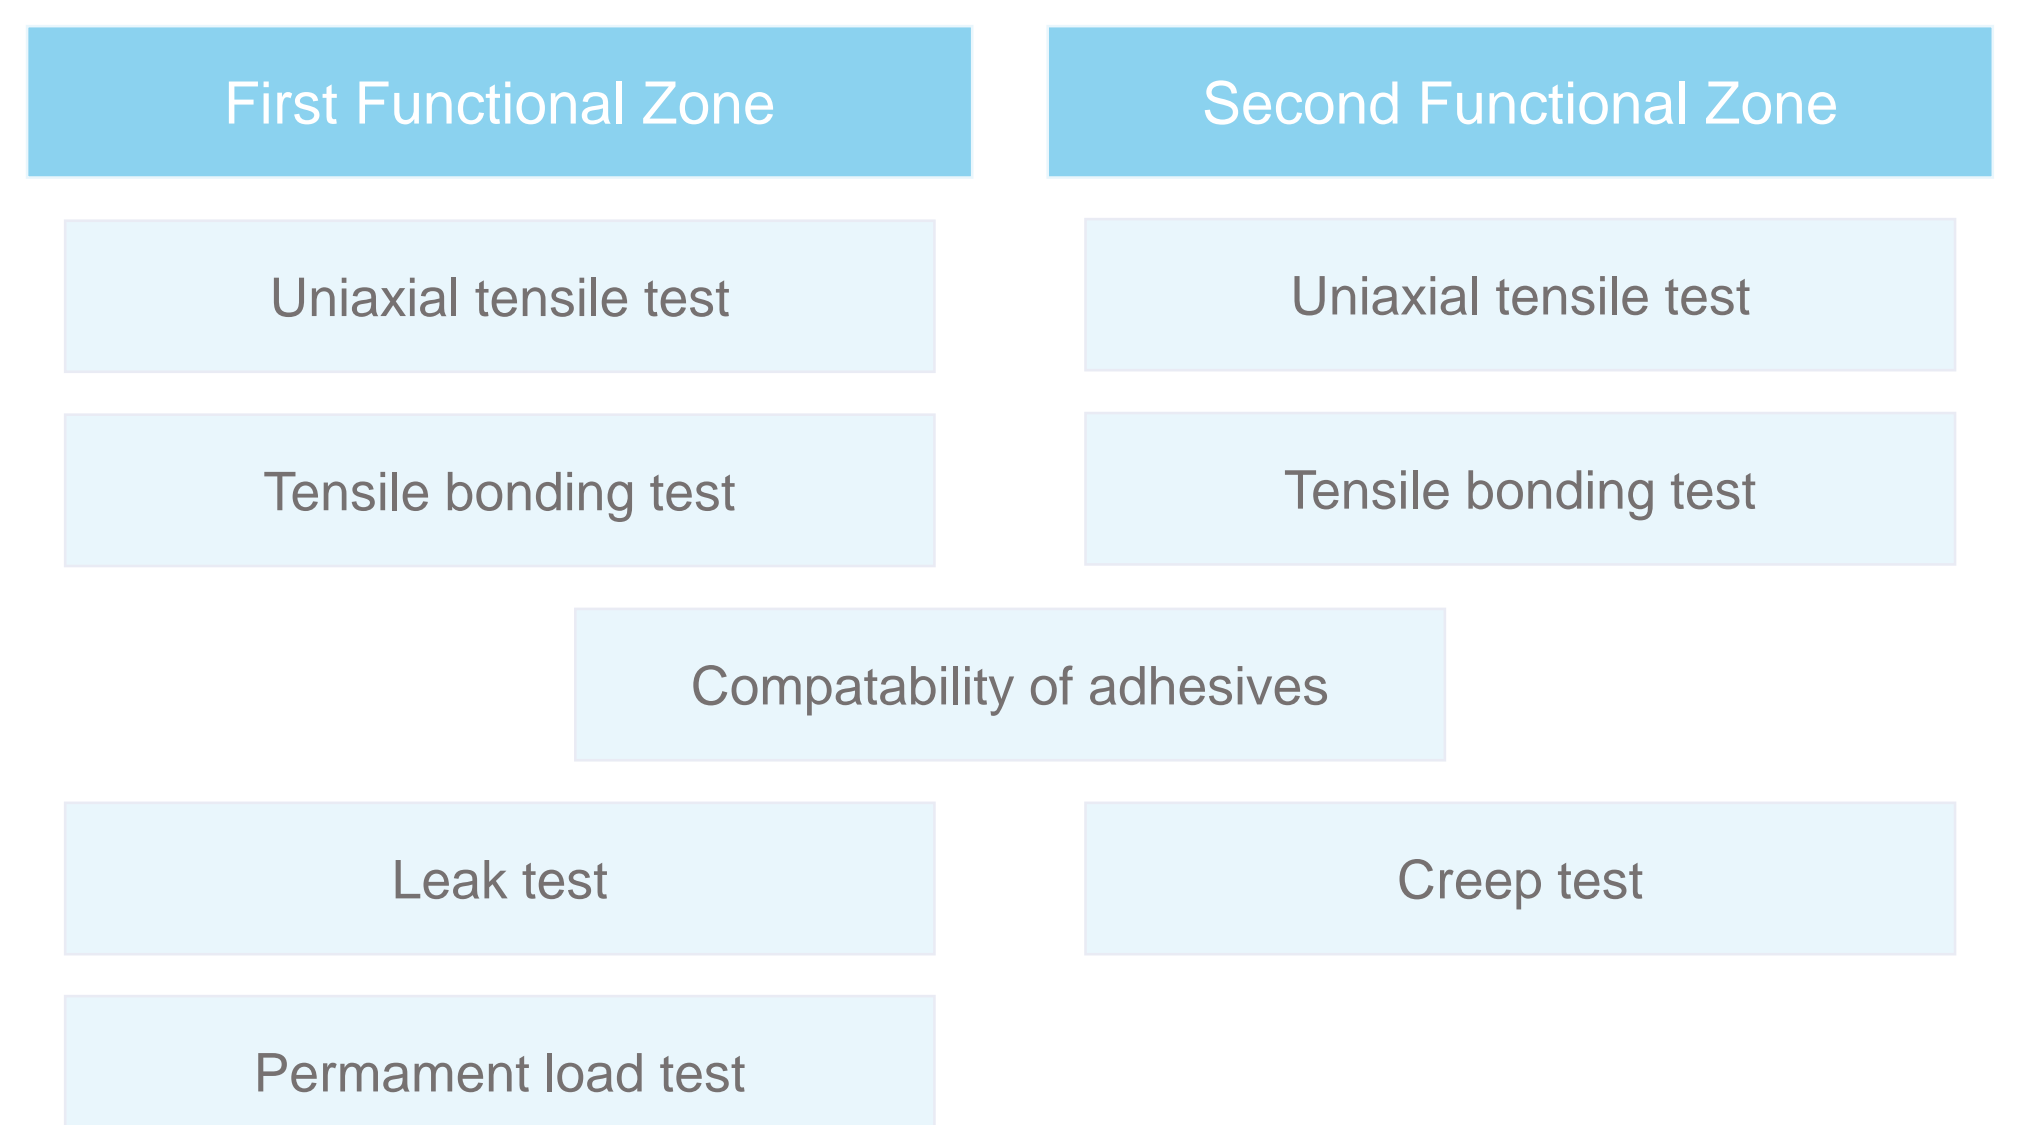 First Functional Zone
Second Functional Zone
Uniaxial tensile test
Uniaxial tensile test
Tensile bonding test
Tensile bonding test
Compatability of adhesives
Leak test
Creep test
Permament load test